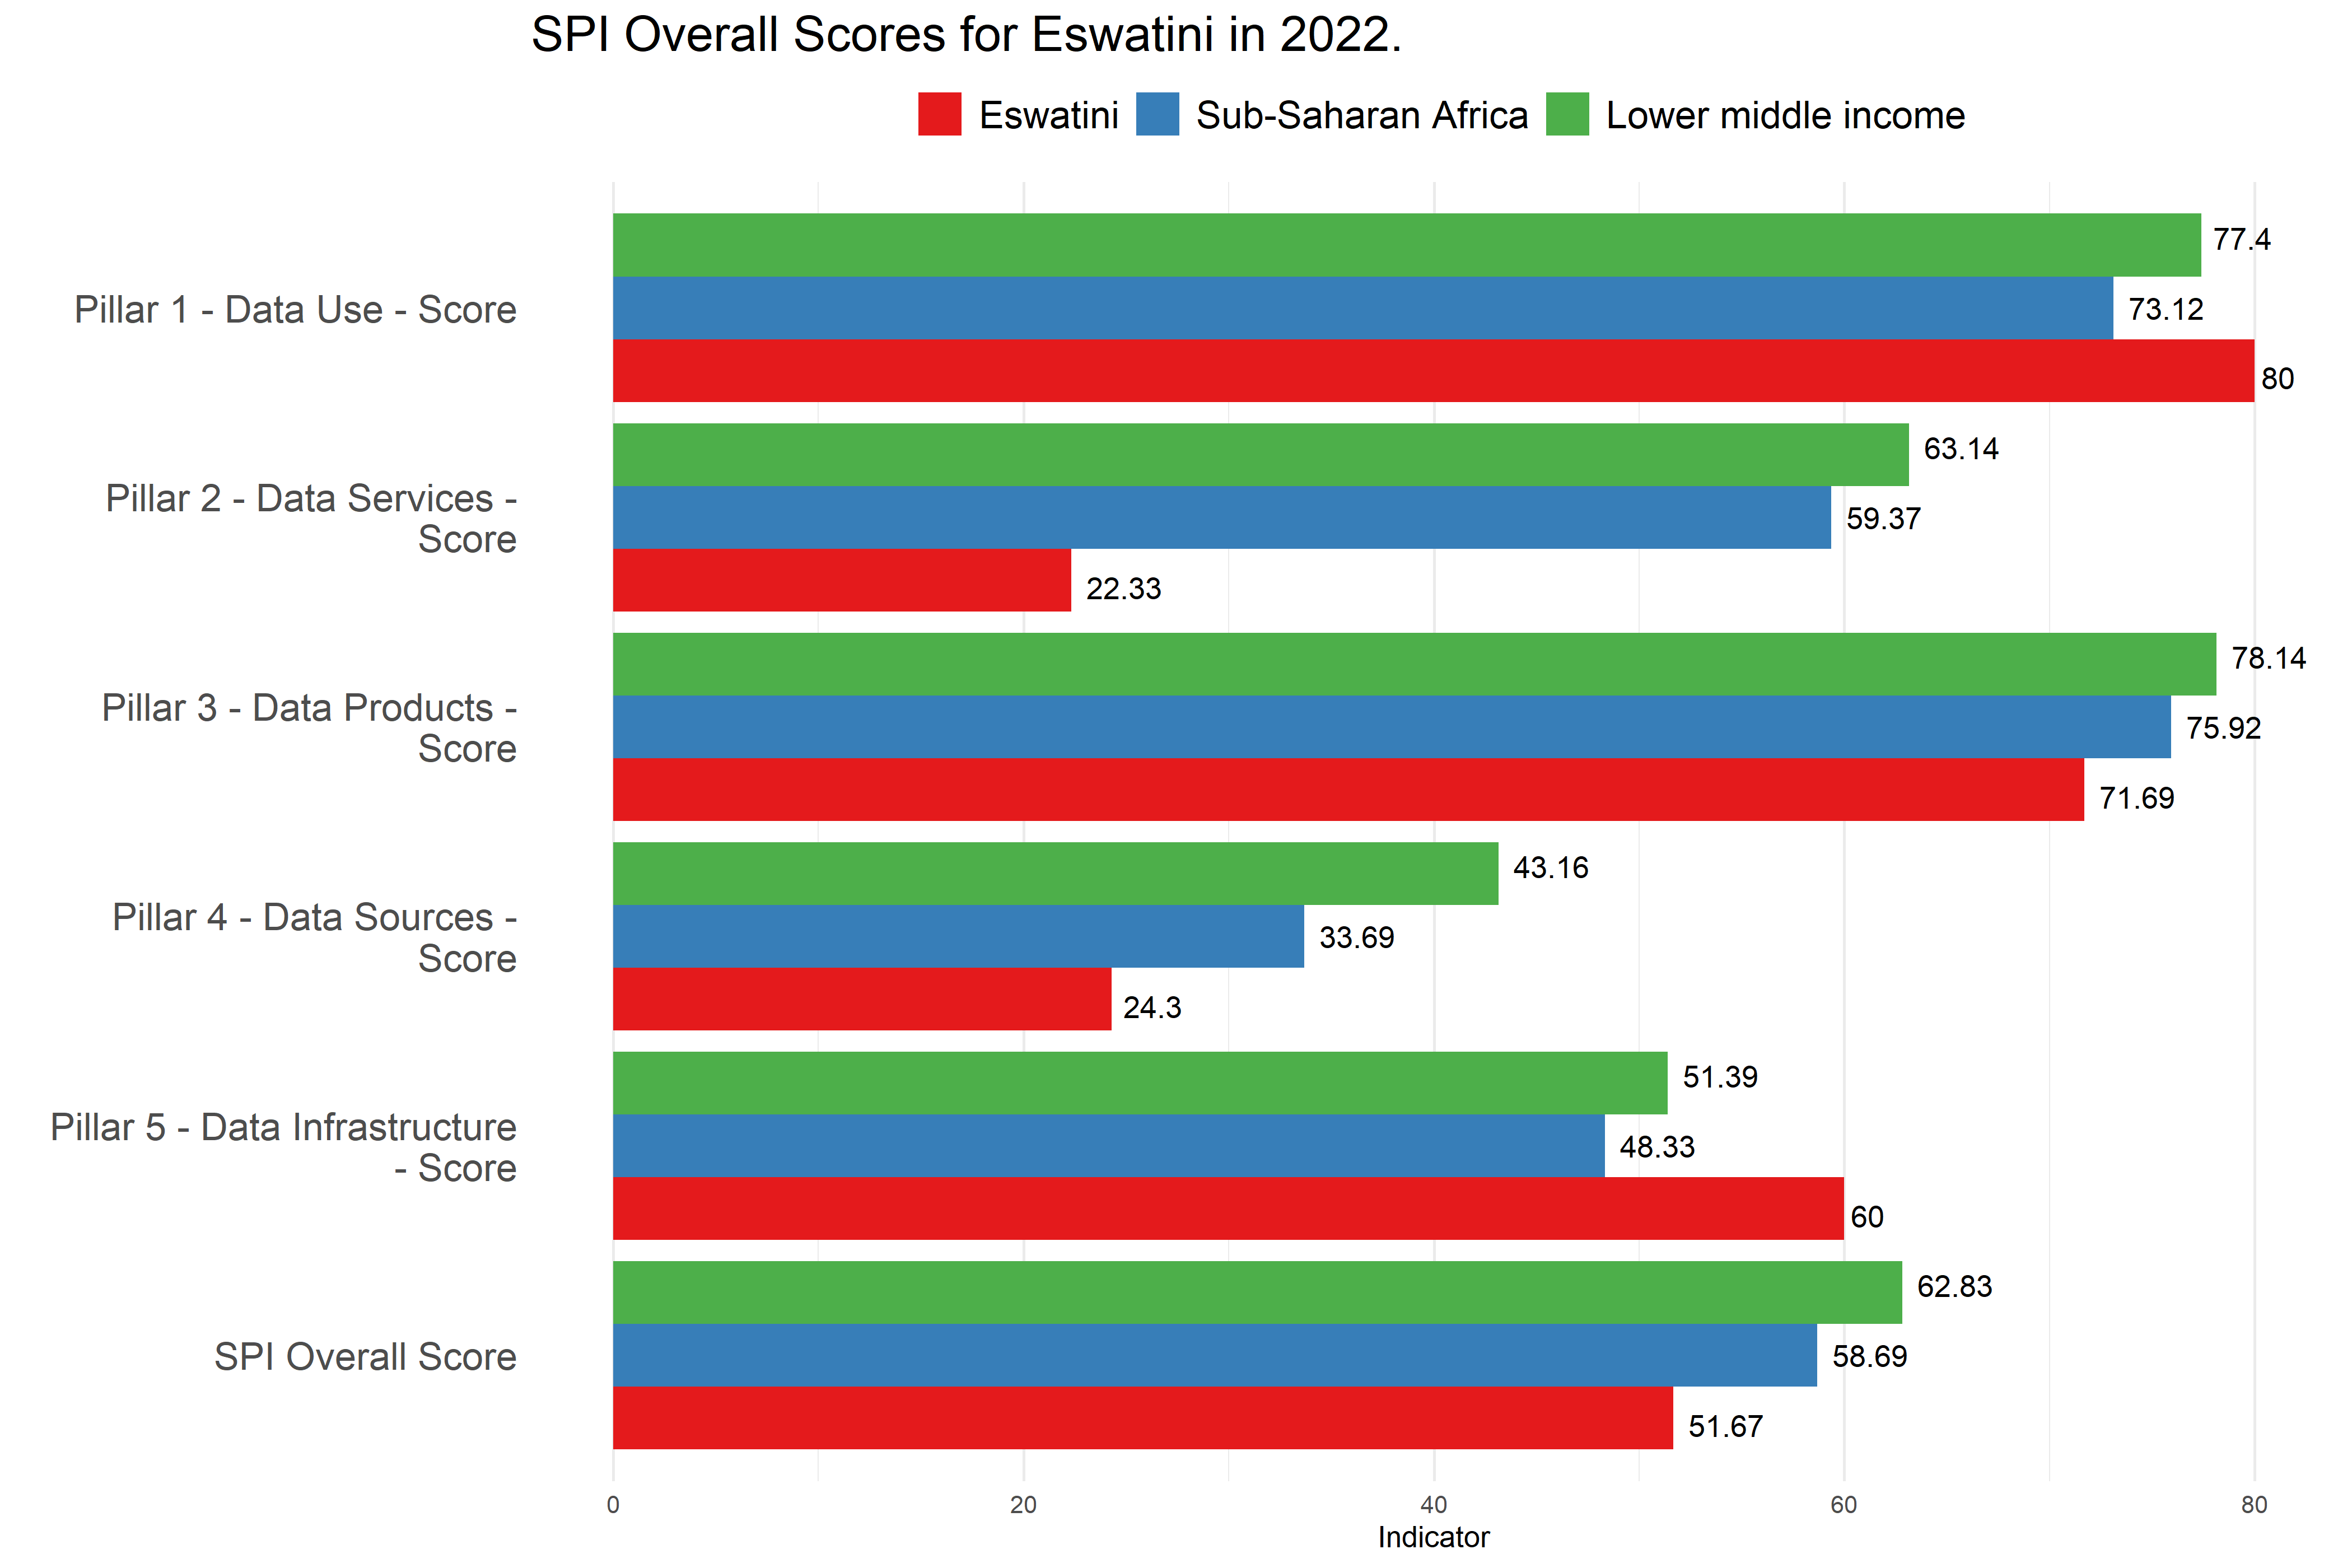 SPI Overall Scores for Eswatini in 2022.
Eswatini Sub-Saharan Africa Lower middle income
77.4
Pillar 1 - Data Use - Score
73.12
80
63.14
Pillar 2 - Data Services -
Score
59.37
22.33
78.14
Pillar 3 - Data Products -
Score
75.92
71.69
43.16
Pillar 4 - Data Sources -
Score
33.69
24.3
51.39
Pillar 5 - Data Infrastructure
- Score
48.33
60
62.83
SPI Overall Score
58.69
51.67
0 20 40 60 80
Indicator